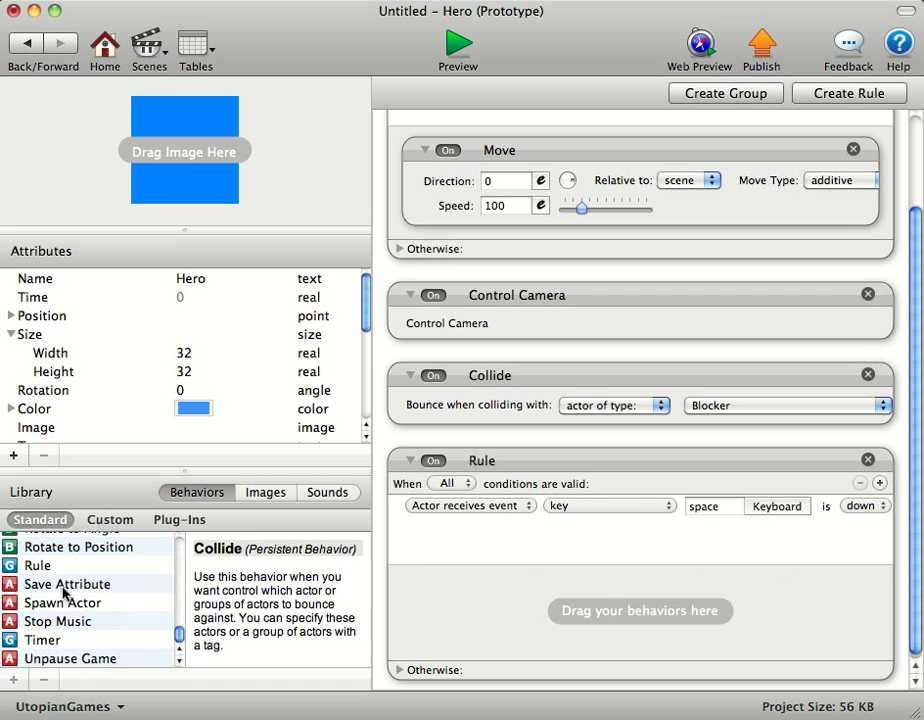 Untitled - Hero (Prototype)
Back/Forward Home Scenes Tables Preview Web Preview Publish Feedback Help
Create Group Create Rule
Drag Image Here
Attributes
Name Hero text
Time 0 real
Position point
Size size
Width 32 real
Height 32 real
Rotation 0 angle
Color color
Image image
Library Behaviors Images Sounds
Standard Custom Plug-Ins
B Rotate to Position
G Rule
A Save Attribute
A Spawn Actor
A Stop Music
G Timer
A Unpause Game
Collide (Persistent Behavior)
Use this behavior when you
want control which actor or
groups of actors to bounce
against. You can specify these
actors or a group of actors with
a tag.
On Move
Direction: 0 e Relative to: scene Move Type: additive
Speed: 100 e
Otherwise:
On Control Camera
Control Camera
On Collide
Bounce when colliding with: actor of type: Blocker
On Rule
When All conditions are valid:
Actor receives event key space Keyboard is down
Drag your behaviors here
Otherwise:
UtopianGames
Project Size: 56 KB